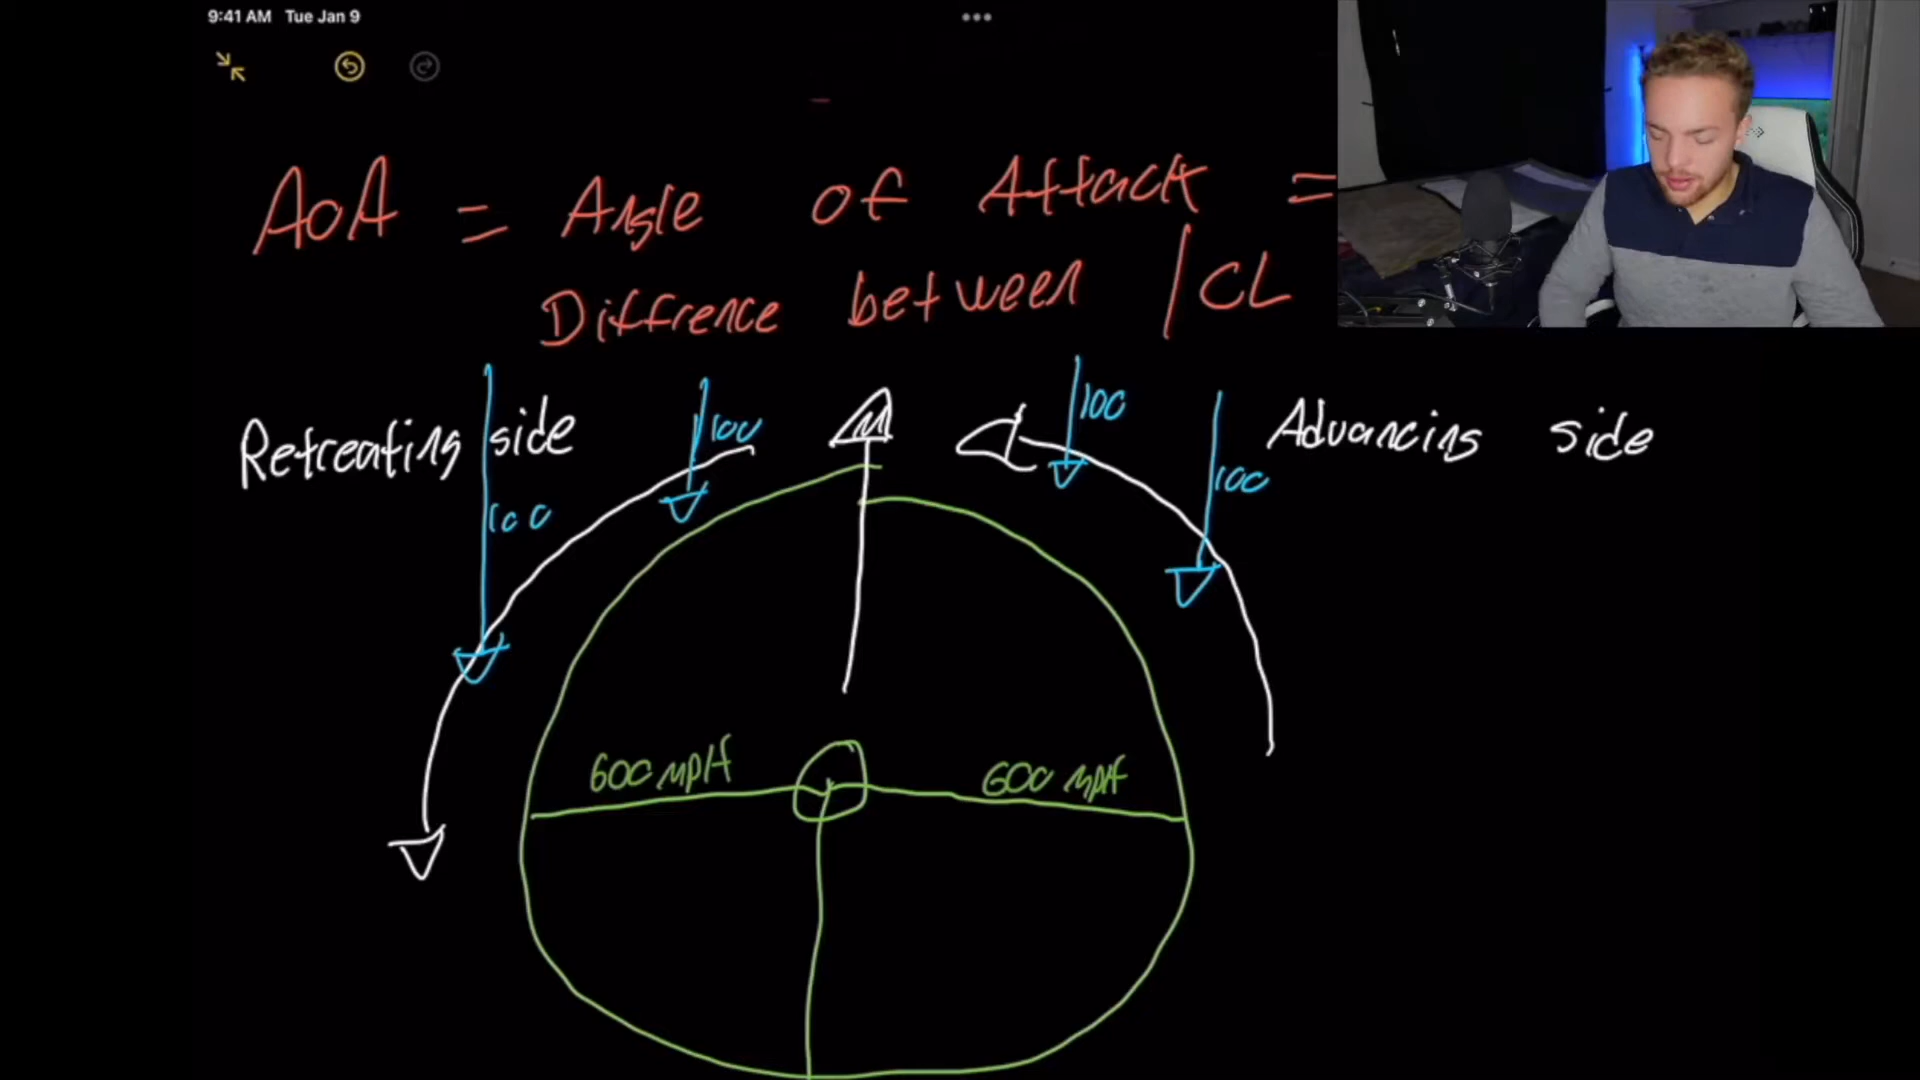 9:41 AM Tue Jan 9
AOA = Angle of Attack =
Diffrence between / CL
Retreating side
Advancing side
100
100
100
100
600 MPH
600 MPH